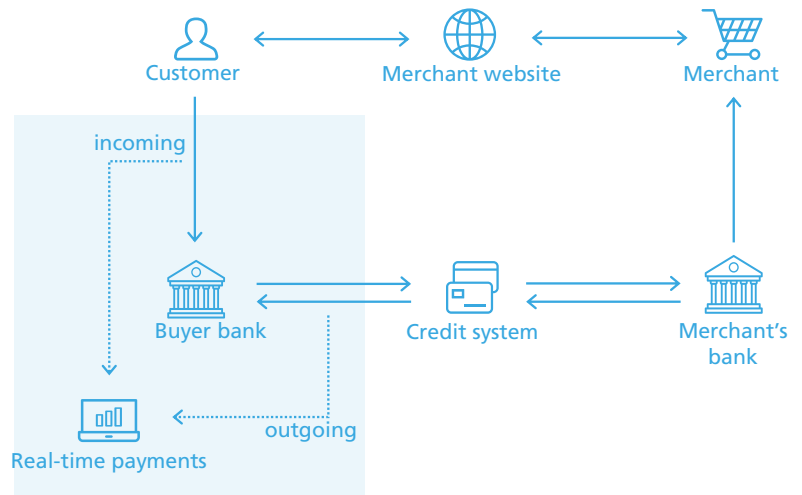 Customer
Merchant website
Merchant
incoming
Buyer bank
Credit system
Merchant's
bank
outgoing
Real-time payments